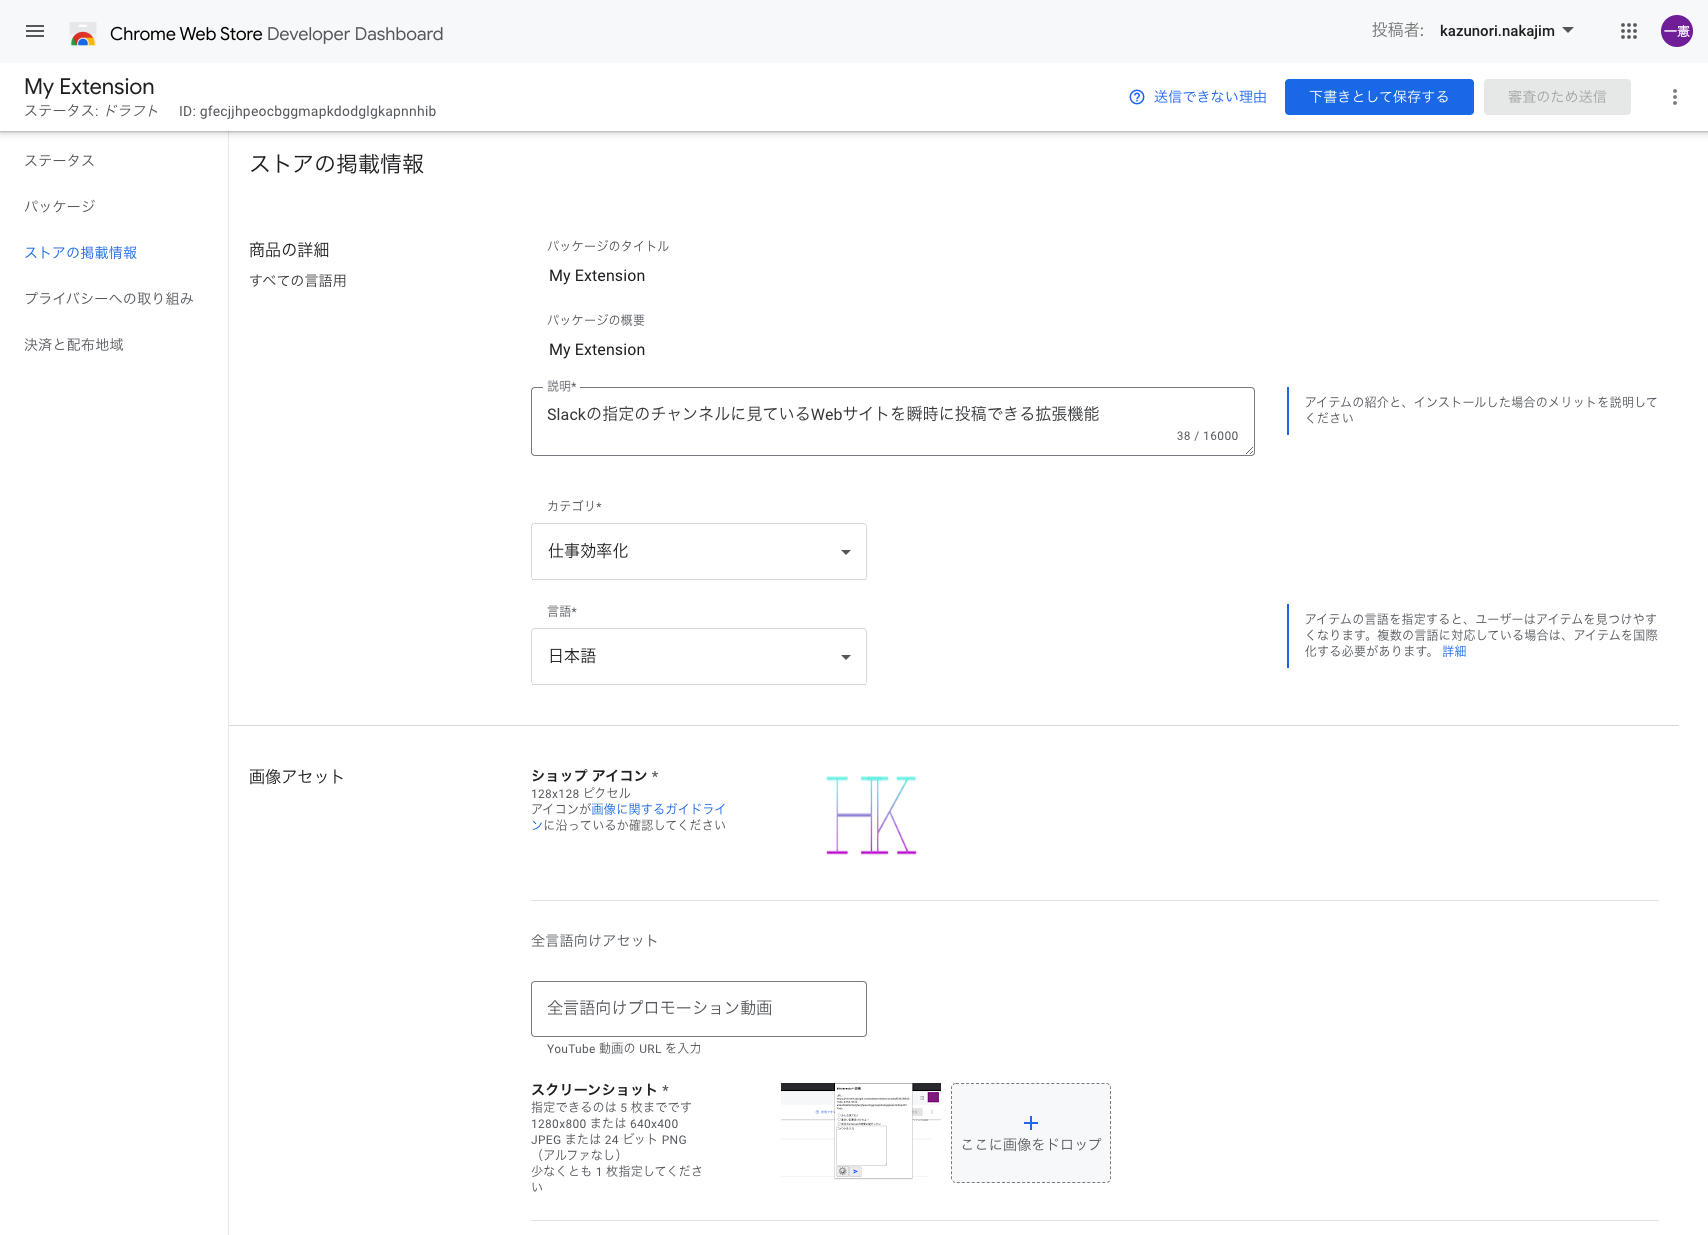 Chrome Web Store Developer Dashboard
投稿者: kazunori.nakajim
一憲
My Extension
ステータス: ドラフト ID: gfecjjhpeocbggmapkdodglgkapnnhib
送信できない理由
下書きとして保存する
審査のため送信
ステータス
パッケージ
ストアの掲載情報
プライバシーへの取り組み
決済と配布地域
ストアの掲載情報
商品の詳細
すべての言語用
パッケージのタイトル
My Extension
パッケージの概要
My Extension
説明*
Slackの指定のチャンネルに見ているWebサイトを瞬時に投稿できる拡張機能
38 / 16000
アイテムの紹介と、インストールした場合のメリットを説明して
ください
カテゴリ*
仕事効率化
言語*
日本語
アイテムの言語を指定すると、ユーザーはアイテムを見つけやす
くなります。複数の言語に対応している場合は、アイテムを国際
化する必要があります。 詳細
画像アセット
ショップ アイコン *
128x128 ピクセル
アイコンが画像に関するガイドライ
ンに沿っているか確認してください
HK
全言語向けアセット
全言語向けプロモーション動画
YouTube 動画の URL を入力
スクリーンショット *
指定できるのは 5 枚までです
1280x800 または 640x400
JPEG または 24 ビット PNG
（アルファなし）
少なくとも 1 枚指定してくださ
い
ここに画像をドロップ